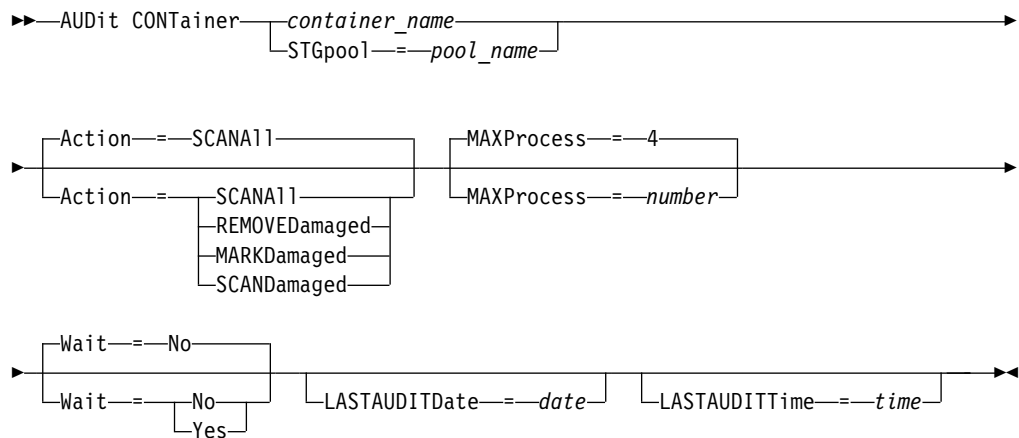 AUDit CONTainer container_name
STGpool = pool_name
Action = SCANAll MAXProcess = 4
Action = SCANAll MAXProcess = number
REMOVEDamaged
MARKDamaged
SCANDamaged
Wait = No
Wait = No LASTAUDITDate = date LASTAUDITTime = time
Yes